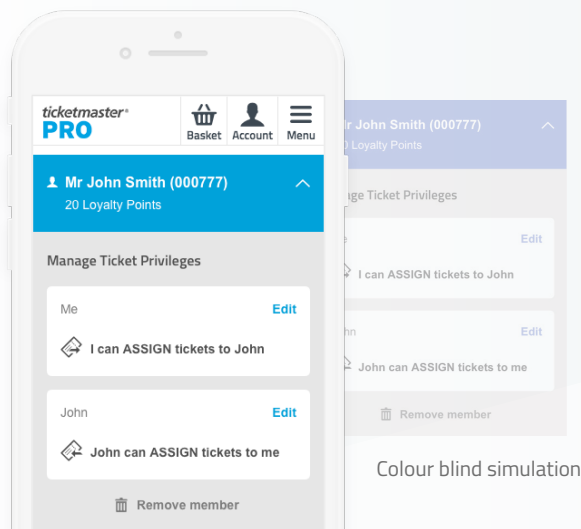 ticketmaster®
PRO
Basket Account Menu
Mr John Smith (000777)
20 Loyalty Points
Manage Ticket Privileges
Me Edit
I can ASSIGN tickets to John
John Edit
John can ASSIGN tickets to me
Remove member
John Smith (000777)
Loyalty Points
Ticket Privileges
Edit
I can ASSIGN tickets to John
Edit
John can ASSIGN tickets to me
Remove member
Colour blind simulation